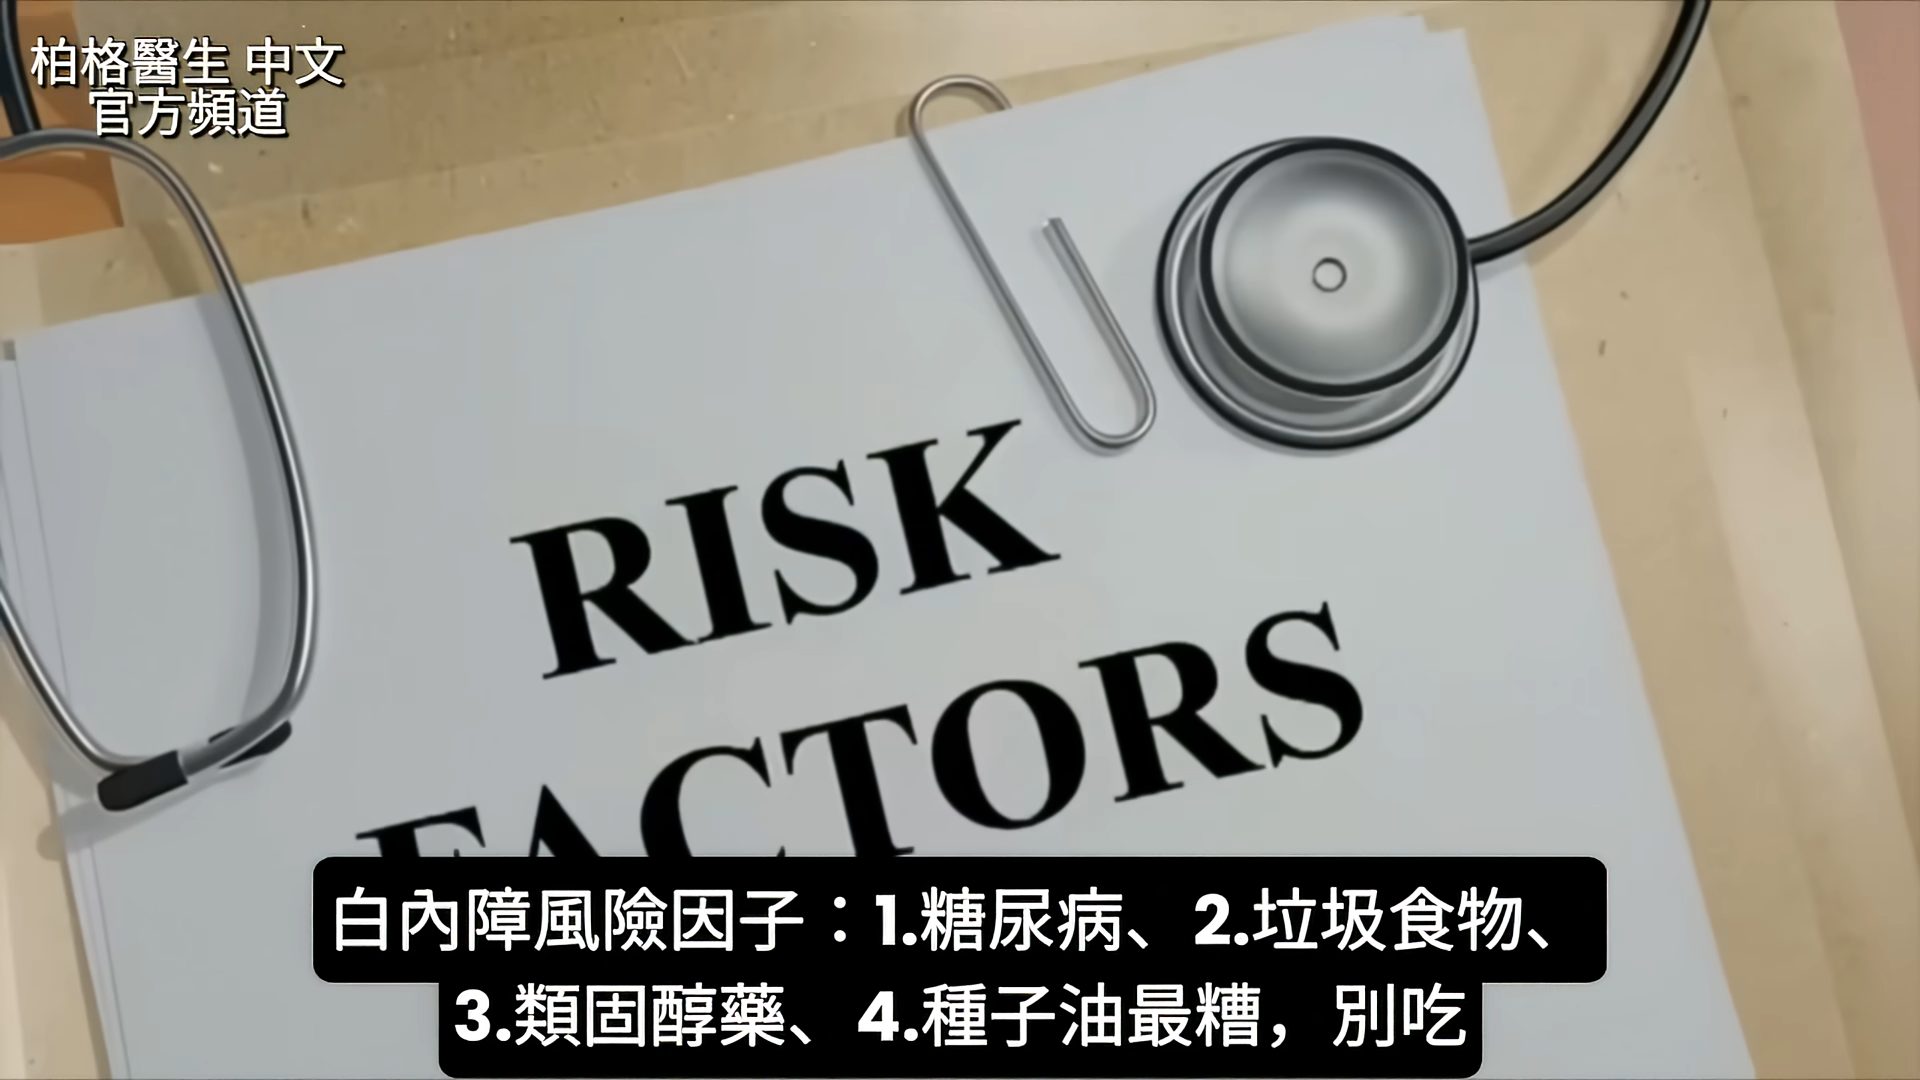 柏格醫生 中文
官方頻道
RISK
FACTORS
白內障風險因子：1.糖尿病、2.垃圾食物、
3.類固醇藥、4.種子油最糟，別吃